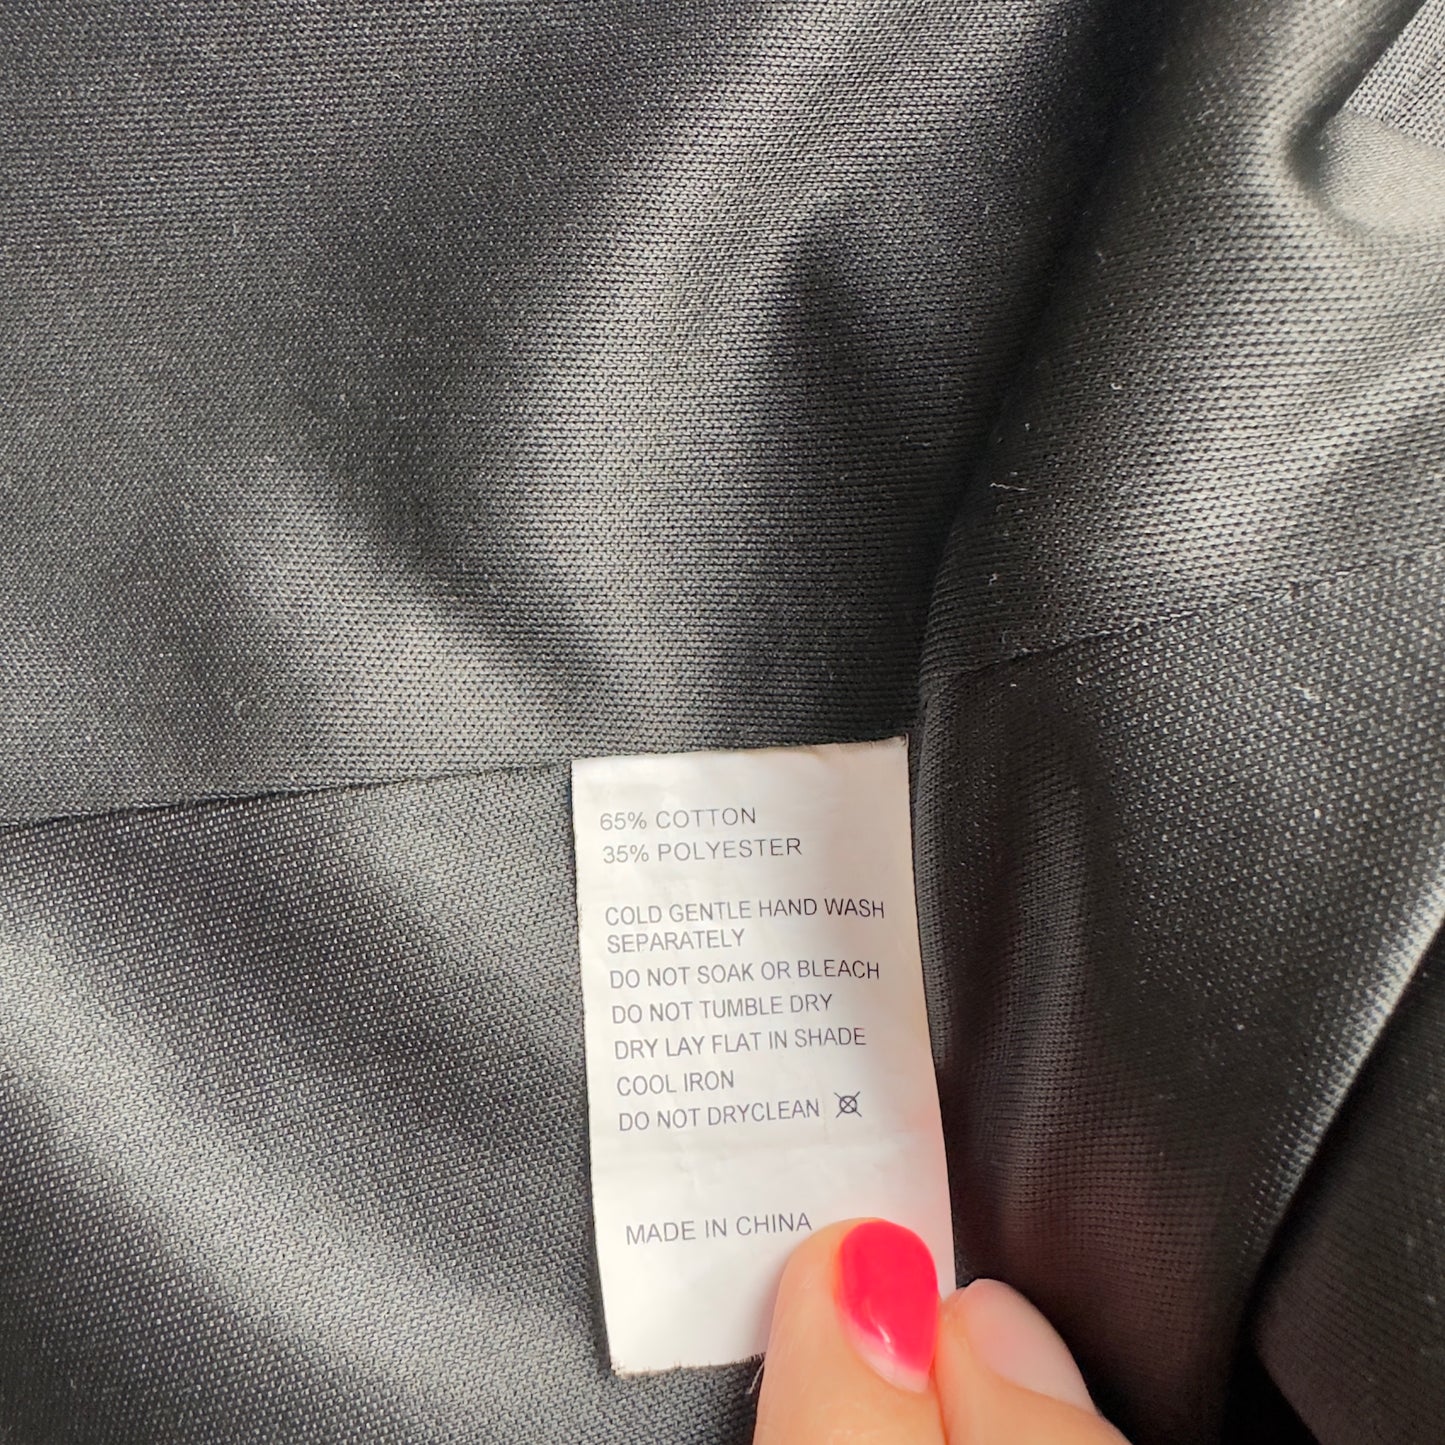 65% COTTON
35% POLYESTER
COLD GENTLE HAND WASH
SEPARATELY
DO NOT SOAK OR BLEACH
DO NOT TUMBLE DRY
DRY LAY FLAT IN SHADE
COOL IRON
DO NOT DRYCLEAN
MADE IN CHINA